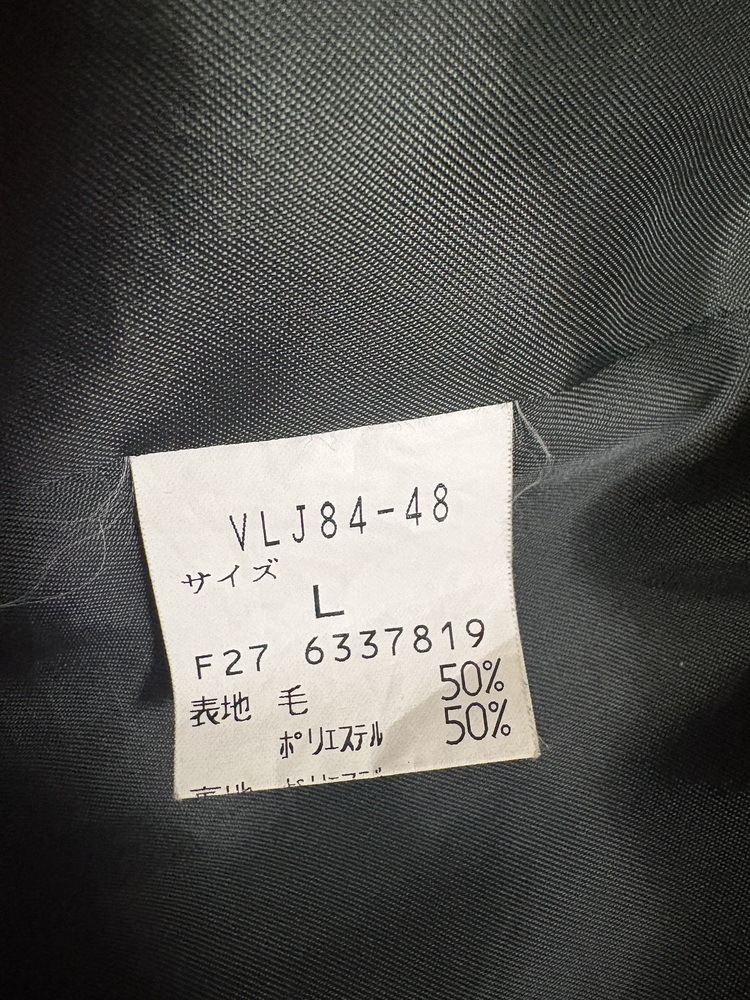 VLJ84-48
サイズ
L
F27 6337819
表地 毛 50%
ポリエステル 50%